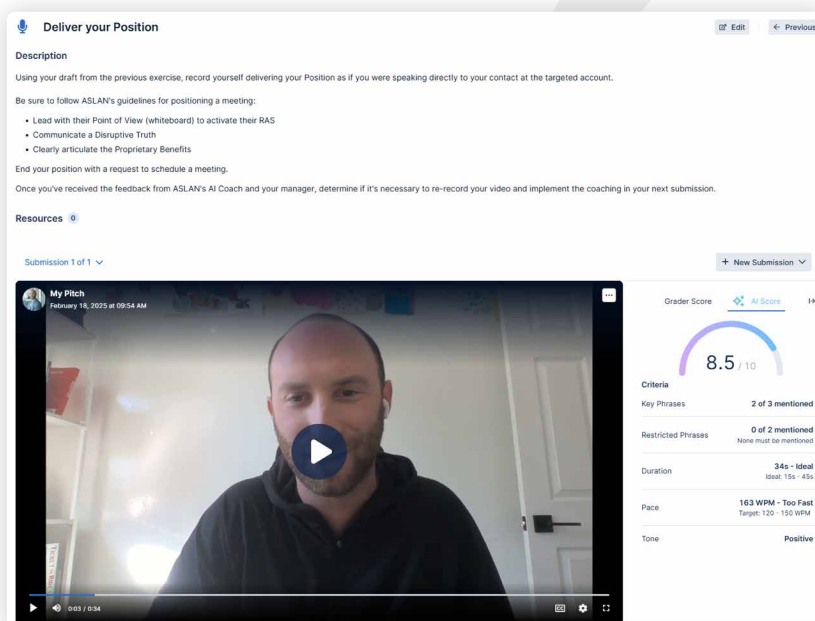 Deliver your Position
Edit
← Previous
Description
Using your draft from the previous exercise, record yourself delivering your Position as if you were speaking directly to your contact at the targeted account.
Be sure to follow ASLAN's guidelines for positioning a meeting:
• Lead with their Point of View (whiteboard) to activate their RAS
• Communicate a Disruptive Truth
• Clearly articulate the Proprietary Benefits
End your position with a request to schedule a meeting.
Once you've received the feedback from ASLAN's AI Coach and your manager, determine if it's necessary to re-record your video and implement the coaching in your next submission.
Resources 0
Submission 1 of 1
+ New Submission
My Pitch
February 18, 2025 at 09:54 AM
Grader Score
AI Score
8.5 / 10
Criteria
Key Phrases 2 of 3 mentioned
Restricted Phrases 0 of 2 mentioned
None must be mentioned
Duration 34s - Ideal
Ideal: 15s - 45s
Pace 163 WPM - Too Fast
Target: 120 - 150 WPM
Tone Positive
0:03 / 0:34
CC